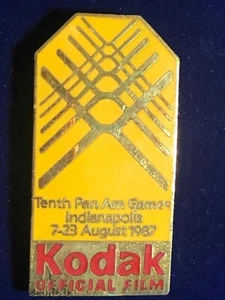 Tenth Pan Am Games
Indianapolis
7-23 August 1987
Kodak
OFFICIAL FILM